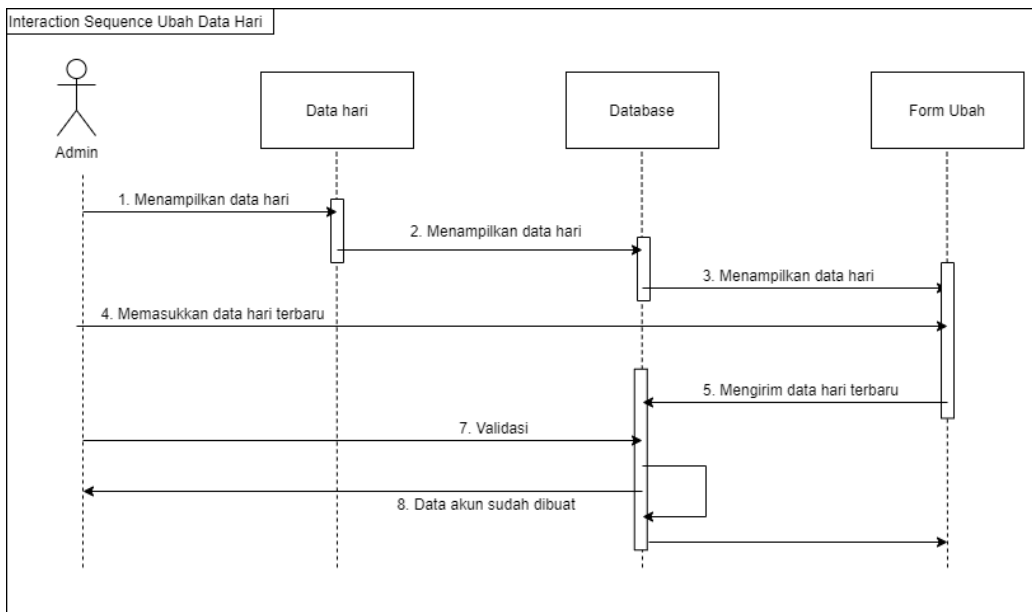 Interaction Sequence Ubah Data Hari
Admin
Data hari
Database
Form Ubah
1. Menampilkan data hari
2. Menampilkan data hari
3. Menampilkan data hari
4. Memasukkan data hari terbaru
5. Mengirim data hari terbaru
7. Validasi
8. Data akun sudah dibuat